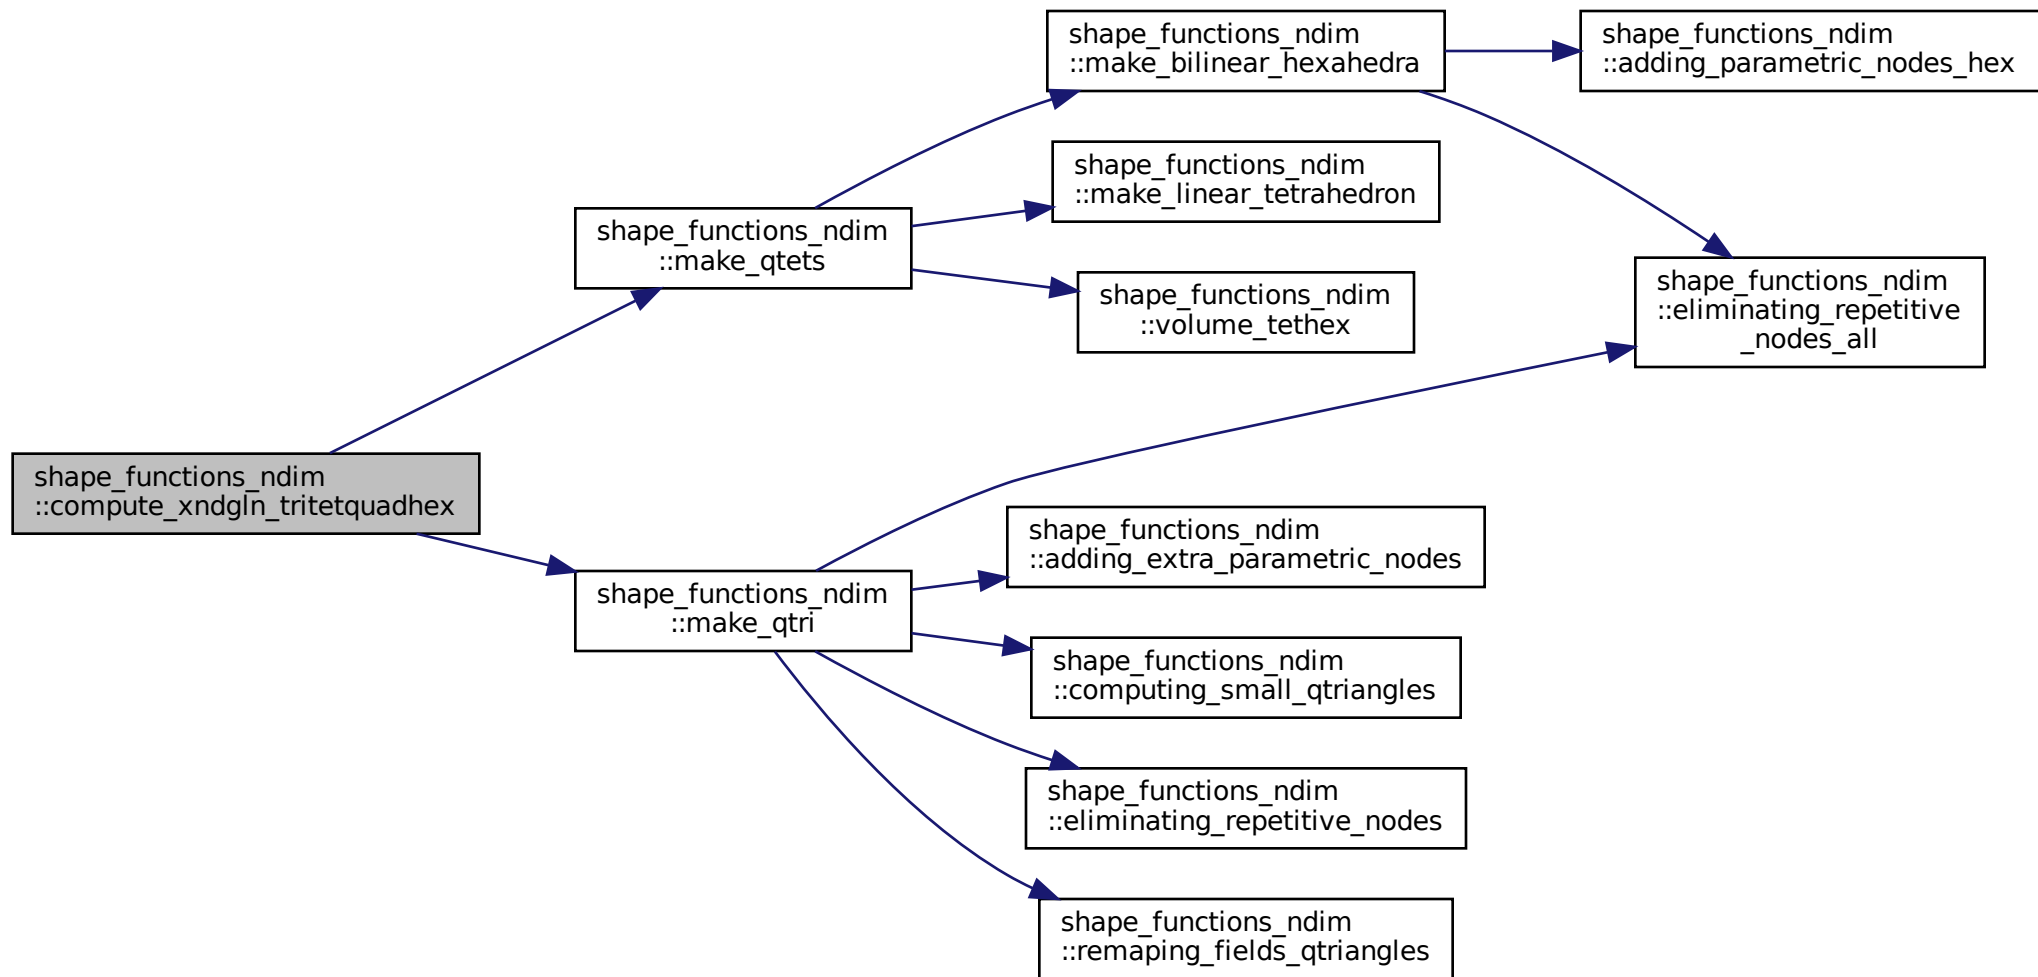 shape_functions_ndim
::make_bilinear_hexahedra
shape_functions_ndim
::adding_parametric_nodes_hex
shape_functions_ndim
::make_linear_tetrahedron
shape_functions_ndim
::make_qtets
shape_functions_ndim
::volume_tethex
shape_functions_ndim
::eliminating_repetitive
_nodes_all
shape_functions_ndim
::compute_xndgln_tritetquadhex
shape_functions_ndim
::adding_extra_parametric_nodes
shape_functions_ndim
::make_qtri
shape_functions_ndim
::computing_small_qtriangles
shape_functions_ndim
::eliminating_repetitive_nodes
shape_functions_ndim
::remaping_fields_qtriangles